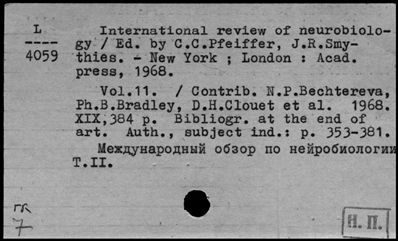 L
----
4059
International review of neurobiolo-
gy / Ed. by C.C.Pfeiffer, J.R.Smy-
thies. - New York ; London : Acad.
press, 1968.
Vol.11. / Contrib. N.P.Bechtereva,
Ph.B.Bradley, D.H.Clouet et al. 1968.
XIX,384 p. Bibliogr. at the end of
art. Auth., subject ind.: p. 353-381.
Международный обзор по нейробиологии
Т.II.
ГК
7
Н. П.